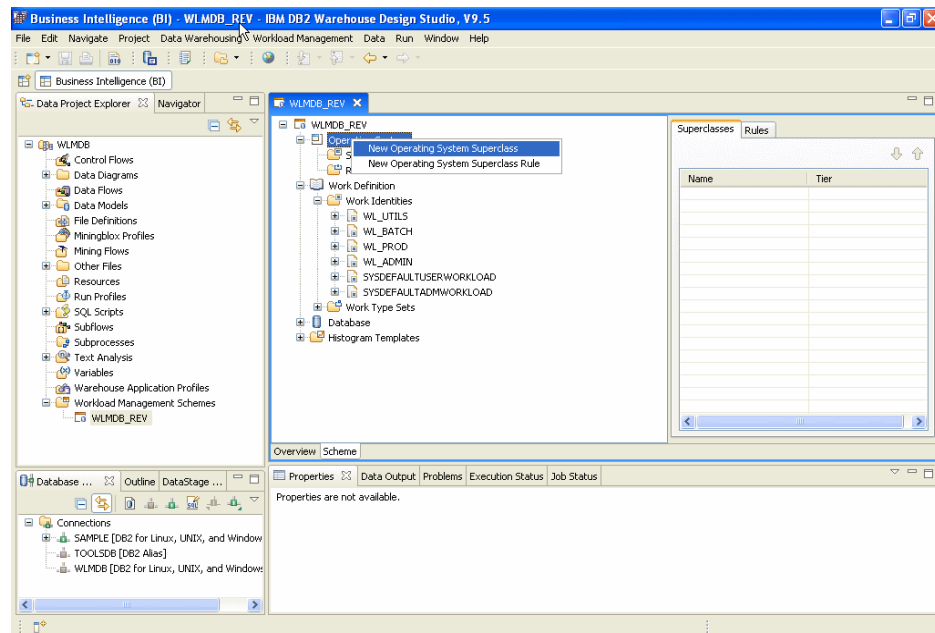 Business Intelligence (BI) - WLMDB_REV - IBM DB2 Warehouse Design Studio, V9.5
File Edit Navigate Project Data Warehousing Workload Management Data Run Window Help
Business Intelligence (BI)
Data Project Explorer Navigator
WLMDB
Control Flows
Data Diagrams
Data Flows
Data Models
File Definitions
Miningblox Profiles
Mining Flows
Other Files
Resources
Run Profiles
SQL Scripts
Subflows
Subprocesses
Text Analysis
Variables
Warehouse Application Profiles
Workload Management Schemes
WLMDB_REV
WLMDB_REV
WLMDB_REV
New Operating System Superclass
New Operating System Superclass Rule
Work Definition
Work Identities
WL_UTILS
WL_BATCH
WL_PROD
WL_ADMIN
SYSDEFAULTUSERWORKLOAD
SYSDEFAULTADMWORKLOAD
Work Type Sets
Database
Histogram Templates
Superclasses Rules
Name Tier
Overview Scheme
Database ... Outline DataStage ...
Connections
SAMPLE [DB2 for Linux, UNIX, and Window
TOOLSDB [DB2 Alias]
WLMDB [DB2 for Linux, UNIX, and Windows
Properties Data Output Problems Execution Status Job Status
Properties are not available.